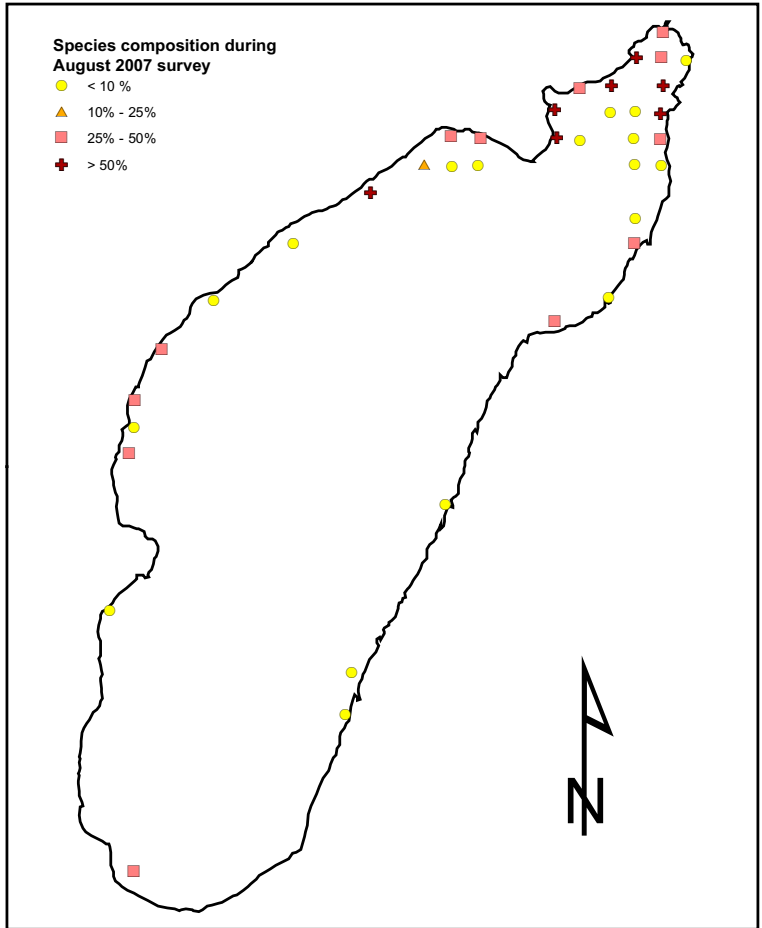 Species composition during
August 2007 survey
< 10 %
10% - 25%
25% - 50%
> 50%
N